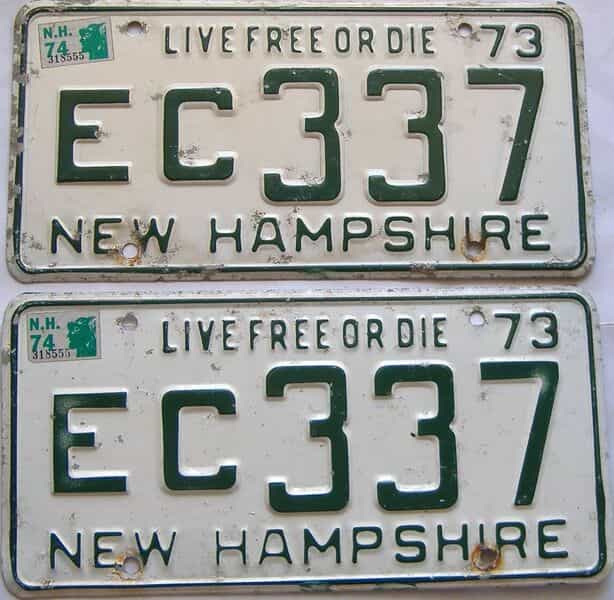 N.H.
74
318555
LIVE FREE OR DIE 73
EC337
NEW HAMPSHIRE
N.H.
74
318555
LIVE FREE OR DIE 73
EC337
NEW HAMPSHIRE